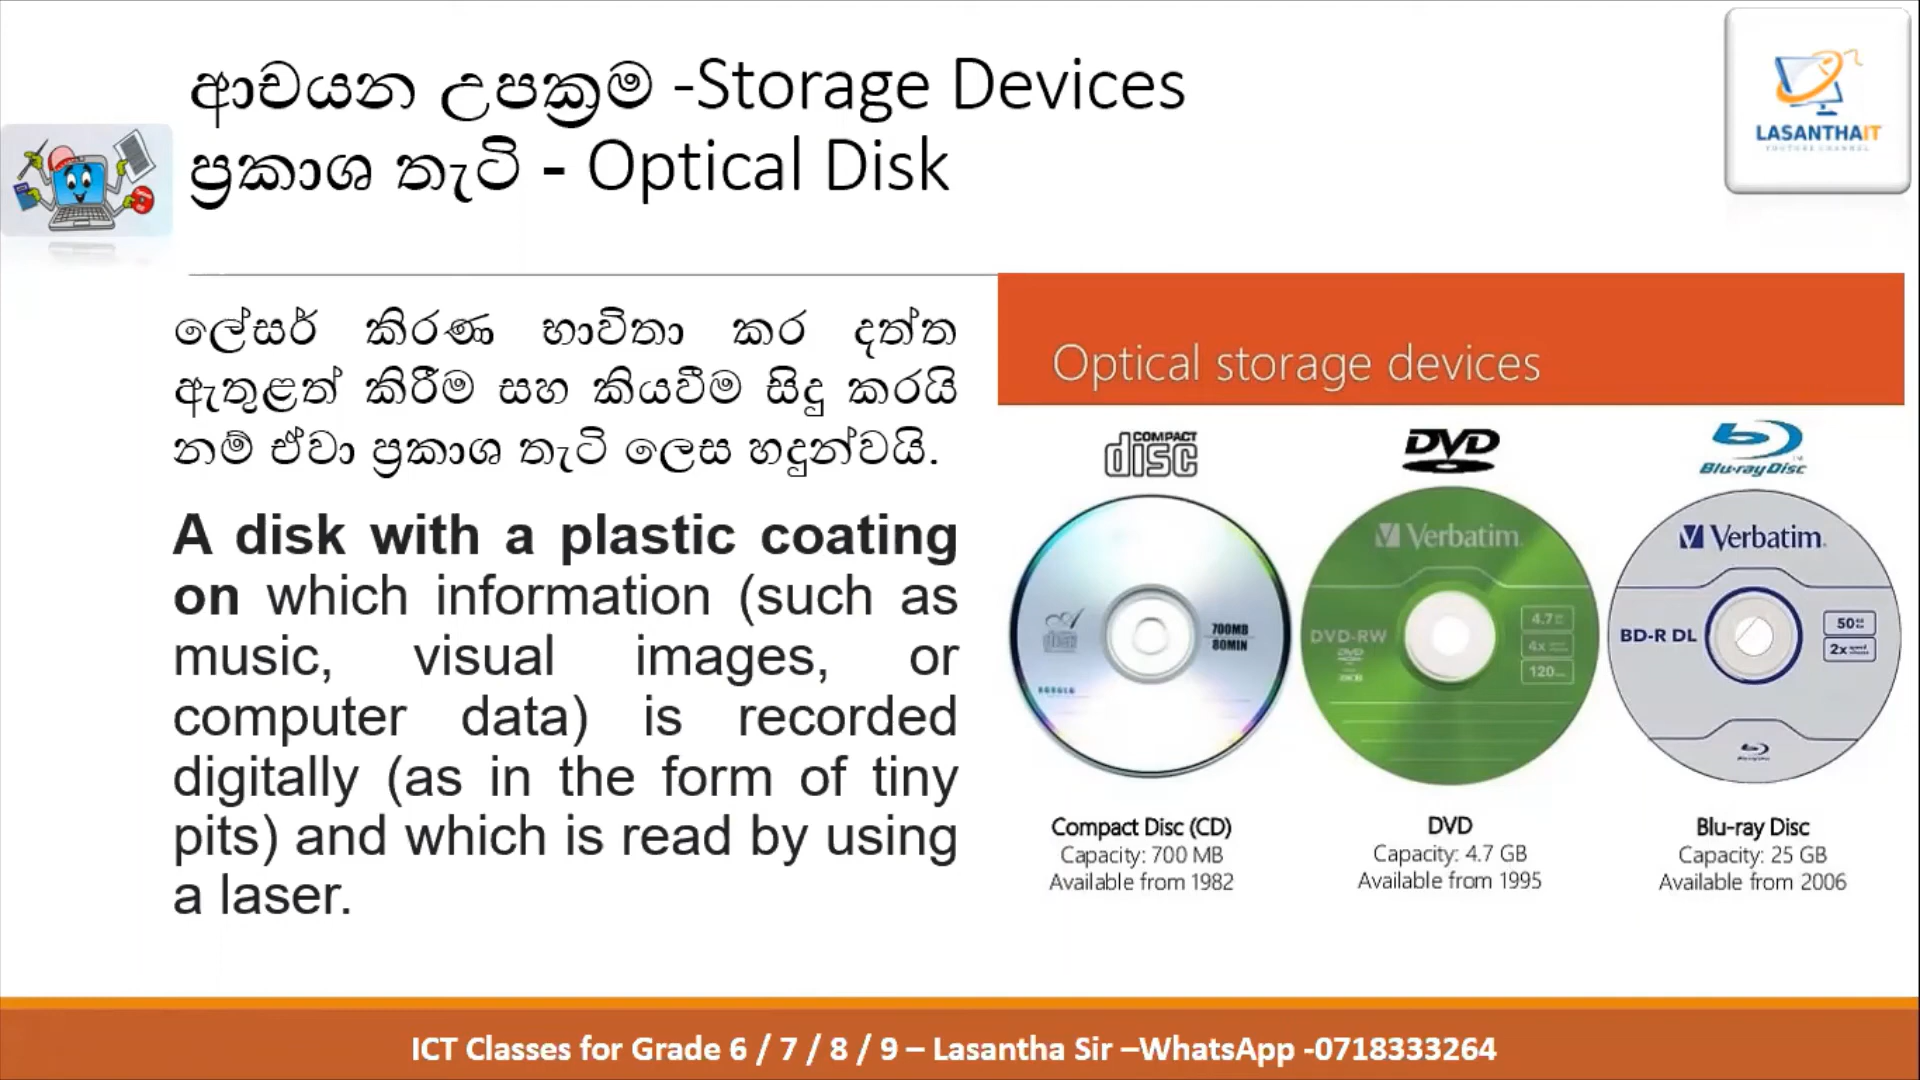 ආචයන උපක්‍රම -Storage Devices
ප්‍රකාශ තැටි - Optical Disk
LASANTHAIT
YOUTUBE CHANNEL
ලේසර් කිරණ භාවිතා කර දත්ත
ඇතුළත් කිරීම සහ කියවීම සිදු කරයි
නම් ඒවා ප්‍රකාශ තැටි ලෙස හදුන්වයි.
A disk with a plastic coating
on which information (such as
music, visual images, or
computer data) is recorded
digitally (as in the form of tiny
pits) and which is read by using
a laser.
Optical storage devices
COMPACT
disc
DVD
Blu-ray Disc
700MB
80MIN
Verbatim
DVD-RW
4.7
4x
120
Verbatim
BD-R DL
50
2x
Compact Disc (CD)
Capacity: 700 MB
Available from 1982
DVD
Capacity: 4.7 GB
Available from 1995
Blu-ray Disc
Capacity: 25 GB
Available from 2006
ICT Classes for Grade 6 / 7 / 8 / 9 – Lasantha Sir –WhatsApp -0718333264